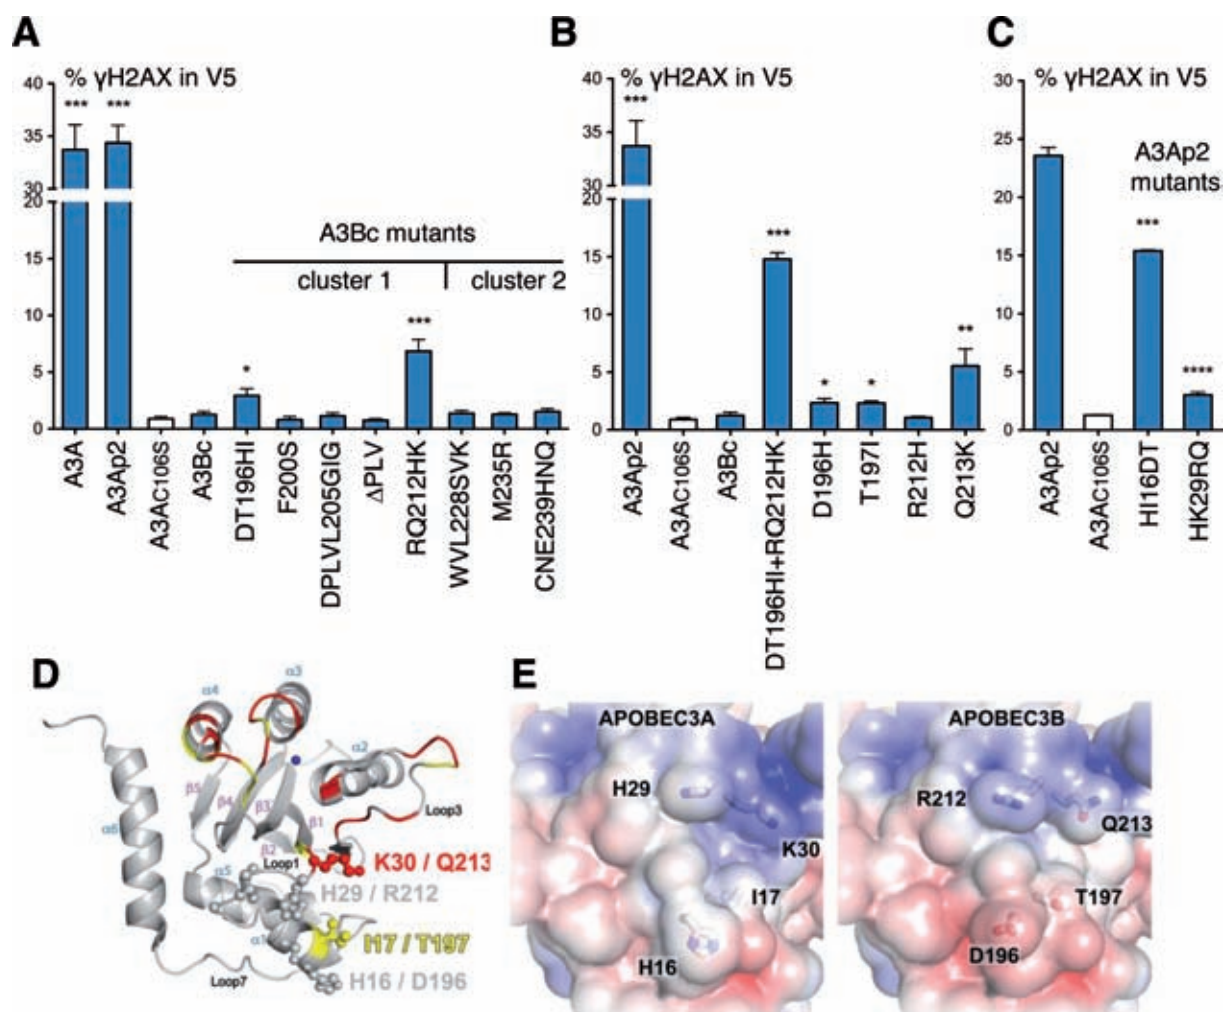 A
% γH2AX in V5
40
35
30
20
15
10
5
0
***
***
*
***
A3Bc mutants
cluster 1
cluster 2
A3A
A3Ap2
A3AC106S
A3Bc
DT196HI
F200S
DPLVL205GIG
ΔPLV
RQ212HK
WVL228SVK
M235R
CNE239HNQ
B
% γH2AX in V5
40
35
30
20
15
10
5
0
***
***
*
*
**
A3Ap2
A3AC106S
A3Bc
DT196HI+RQ212HK
D196H
T197I
R212H
Q213K
C
% γH2AX in V5
30
25
20
15
10
5
0
A3Ap2
mutants
***
****
A3Ap2
A3AC106S
HI16DT
HK29RQ
D
α4
α3
α2
β5
β4
β3
β1
β2
α6
α5
α1
Loop3
Loop1
Loop7
K30 / Q213
H29 / R212
I17 / T197
H16 / D196
E
APOBEC3A
H29
K30
I17
H16
APOBEC3B
R212
Q213
T197
D196